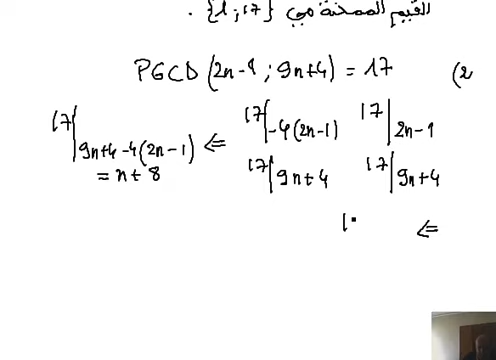 القيم الممكنة هي {1 ; 17} .
2) PGCD(2n-1 ; 9n+4) = 17
17|2n-1 17|-4(2n-1) ⇐ 17|9n+4-4(2n-1)
17|9n+4 17|9n+4 = n+8
⇐ 1